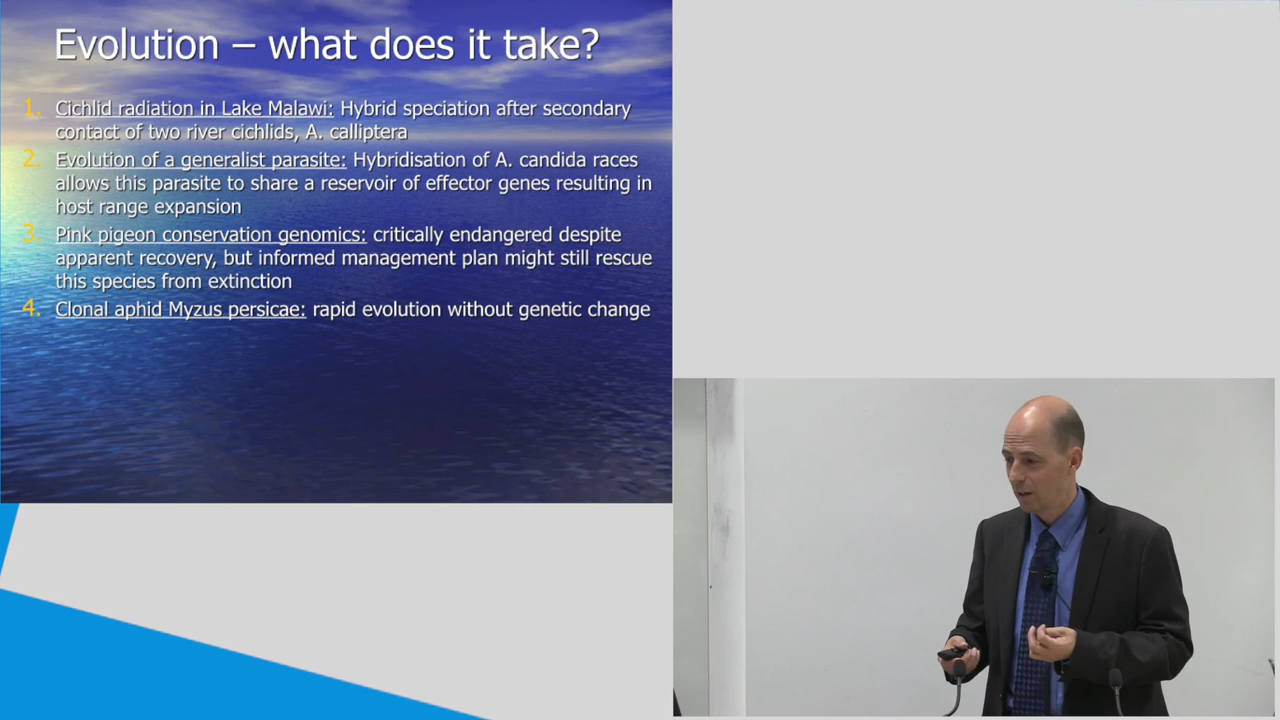 Evolution – what does it take?
1. Cichlid radiation in Lake Malawi: Hybrid speciation after secondary
contact of two river cichlids, A. calliptera
2. Evolution of a generalist parasite: Hybridisation of A. candida races
allows this parasite to share a reservoir of effector genes resulting in
host range expansion
3. Pink pigeon conservation genomics: critically endangered despite
apparent recovery, but informed management plan might still rescue
this species from extinction
4. Clonal aphid Myzus persicae: rapid evolution without genetic change